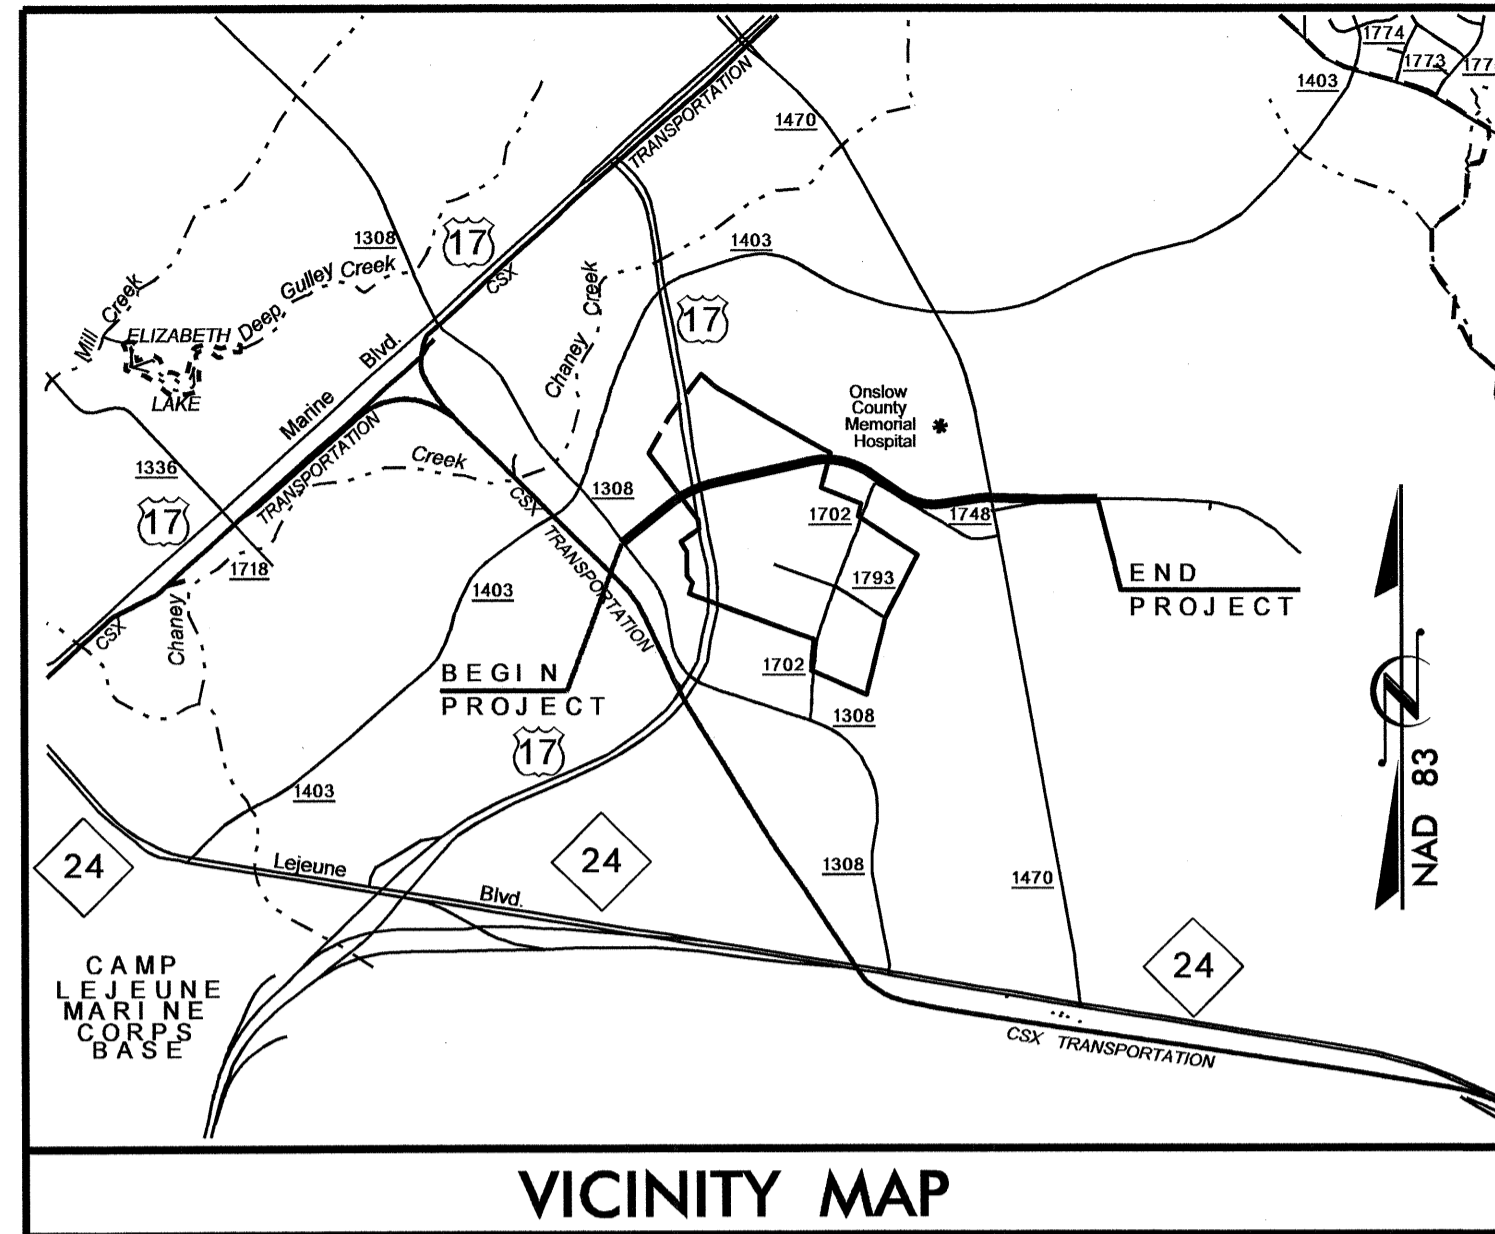 1774
1773
177
1403
TRANSPORTATION
1470
1308
17
CSX
Deep Gulley Creek
1403
Mill Creek
ELIZABETH
LAKE
Chaney Creek
17
Marine Blvd.
Onslow
County
Memorial
Hospital
*
1336
17
TRANSPORTATION
Creek
CSX TRANSPORTATION
1308
1702
1748
1718
1403
1793
END
PROJECT
CSX
Chaney
BEGIN
PROJECT
1702
1308
17
1403
NAD 83
N
24
Lejeune Blvd.
24
1308
1470
24
CAMP
LEJEUNE
MARINE
CORPS
BASE
CSX TRANSPORTATION
VICINITY MAP